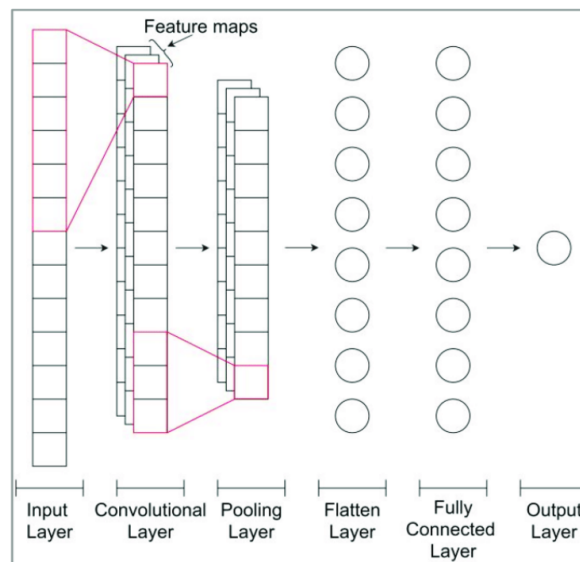 Feature maps
Input
Layer
Convolutional
Layer
Pooling
Layer
Flatten
Layer
Fully
Connected
Layer
Output
Layer